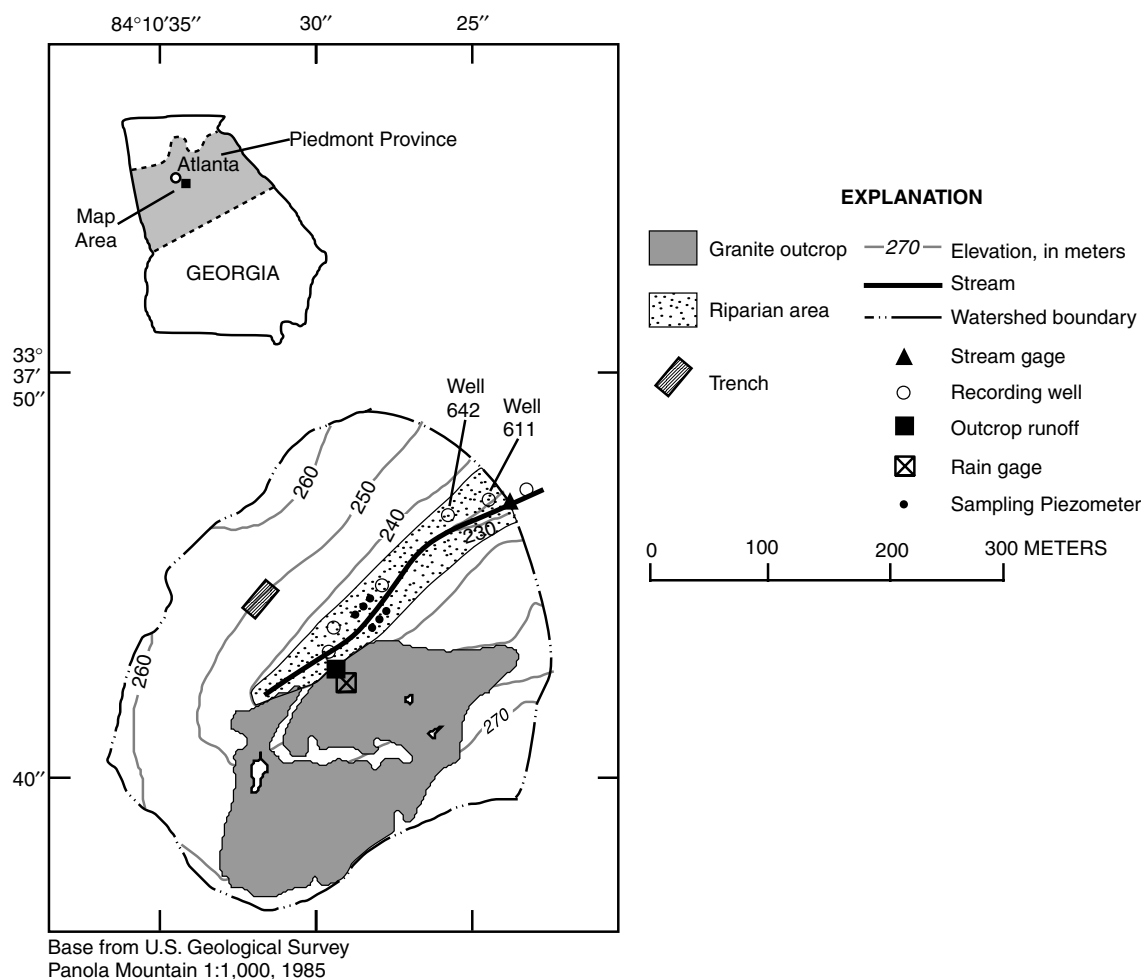 84°10′35″
30″
25″
Piedmont Province
Atlanta
Map
Area
GEORGIA
33°
37′
50″
40″
Well
642
Well
611
260
250
240
230
260
270
Base from U.S. Geological Survey
Panola Mountain 1:1,000, 1985
EXPLANATION
Granite outcrop
Riparian area
Trench
270
Elevation, in meters
Stream
Watershed boundary
Stream gage
Recording well
Outcrop runoff
Rain gage
Sampling Piezometer
0
100
200
300 METERS